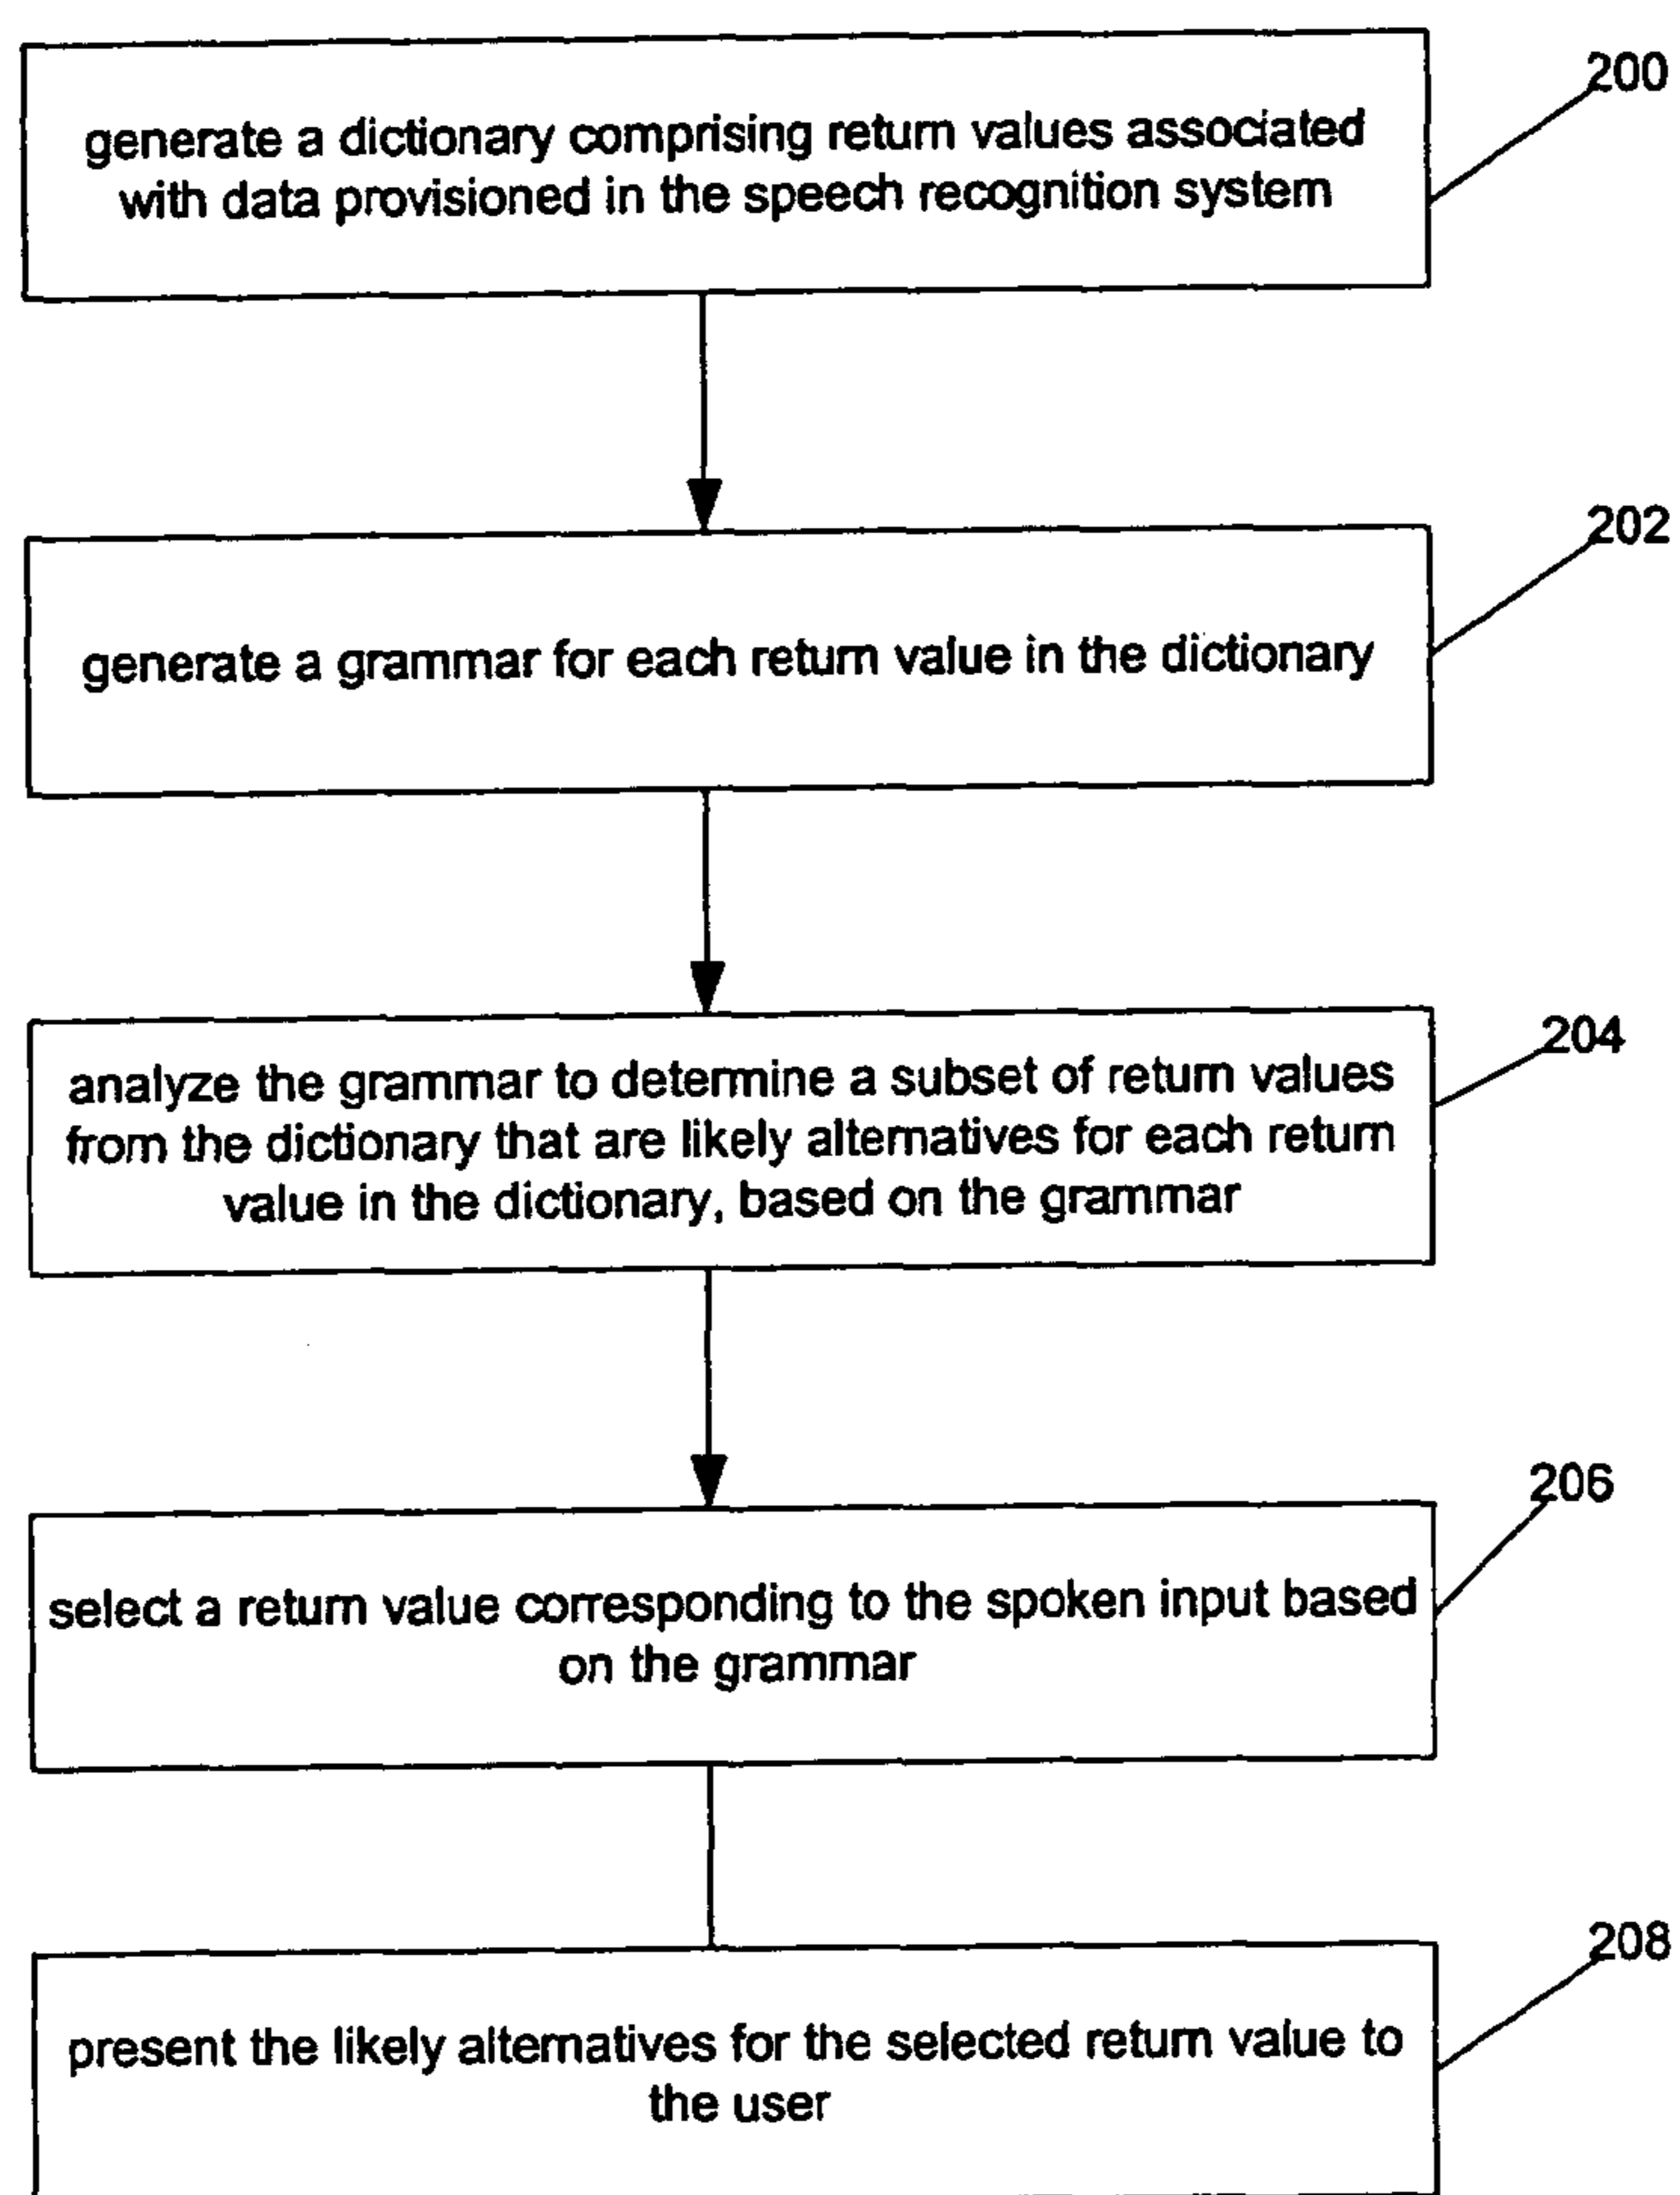 200
generate a dictionary comprising return values associated
with data provisioned in the speech recognition system
202
generate a grammar for each return value in the dictionary
204
analyze the grammar to determine a subset of return values
from the dictionary that are likely alternatives for each return
value in the dictionary, based on the grammar
206
select a return value corresponding to the spoken input based
on the grammar
208
present the likely alternatives for the selected return value to
the user